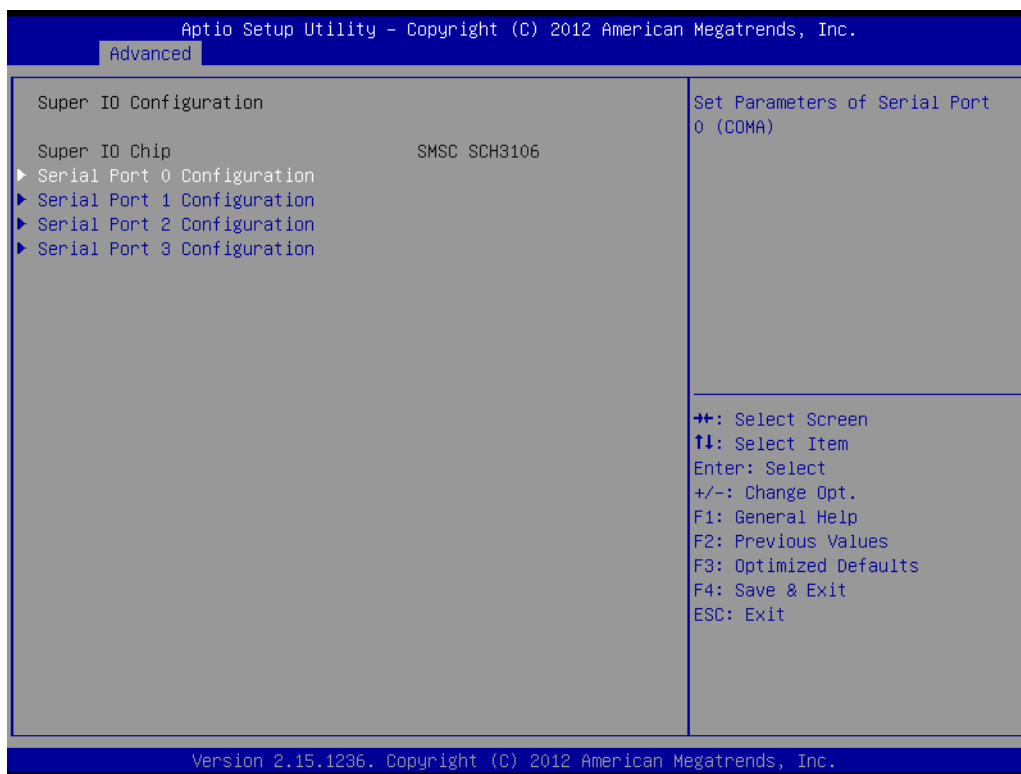 Aptio Setup Utility – Copyright (C) 2012 American Megatrends, Inc.
Advanced
Super IO Configuration
Super IO Chip SMSC SCH3106
▶ Serial Port 0 Configuration
▶ Serial Port 1 Configuration
▶ Serial Port 2 Configuration
▶ Serial Port 3 Configuration
Set Parameters of Serial Port
0 (COMA)
→←: Select Screen
↑↓: Select Item
Enter: Select
+/-: Change Opt.
F1: General Help
F2: Previous Values
F3: Optimized Defaults
F4: Save & Exit
ESC: Exit
Version 2.15.1236. Copyright (C) 2012 American Megatrends, Inc.